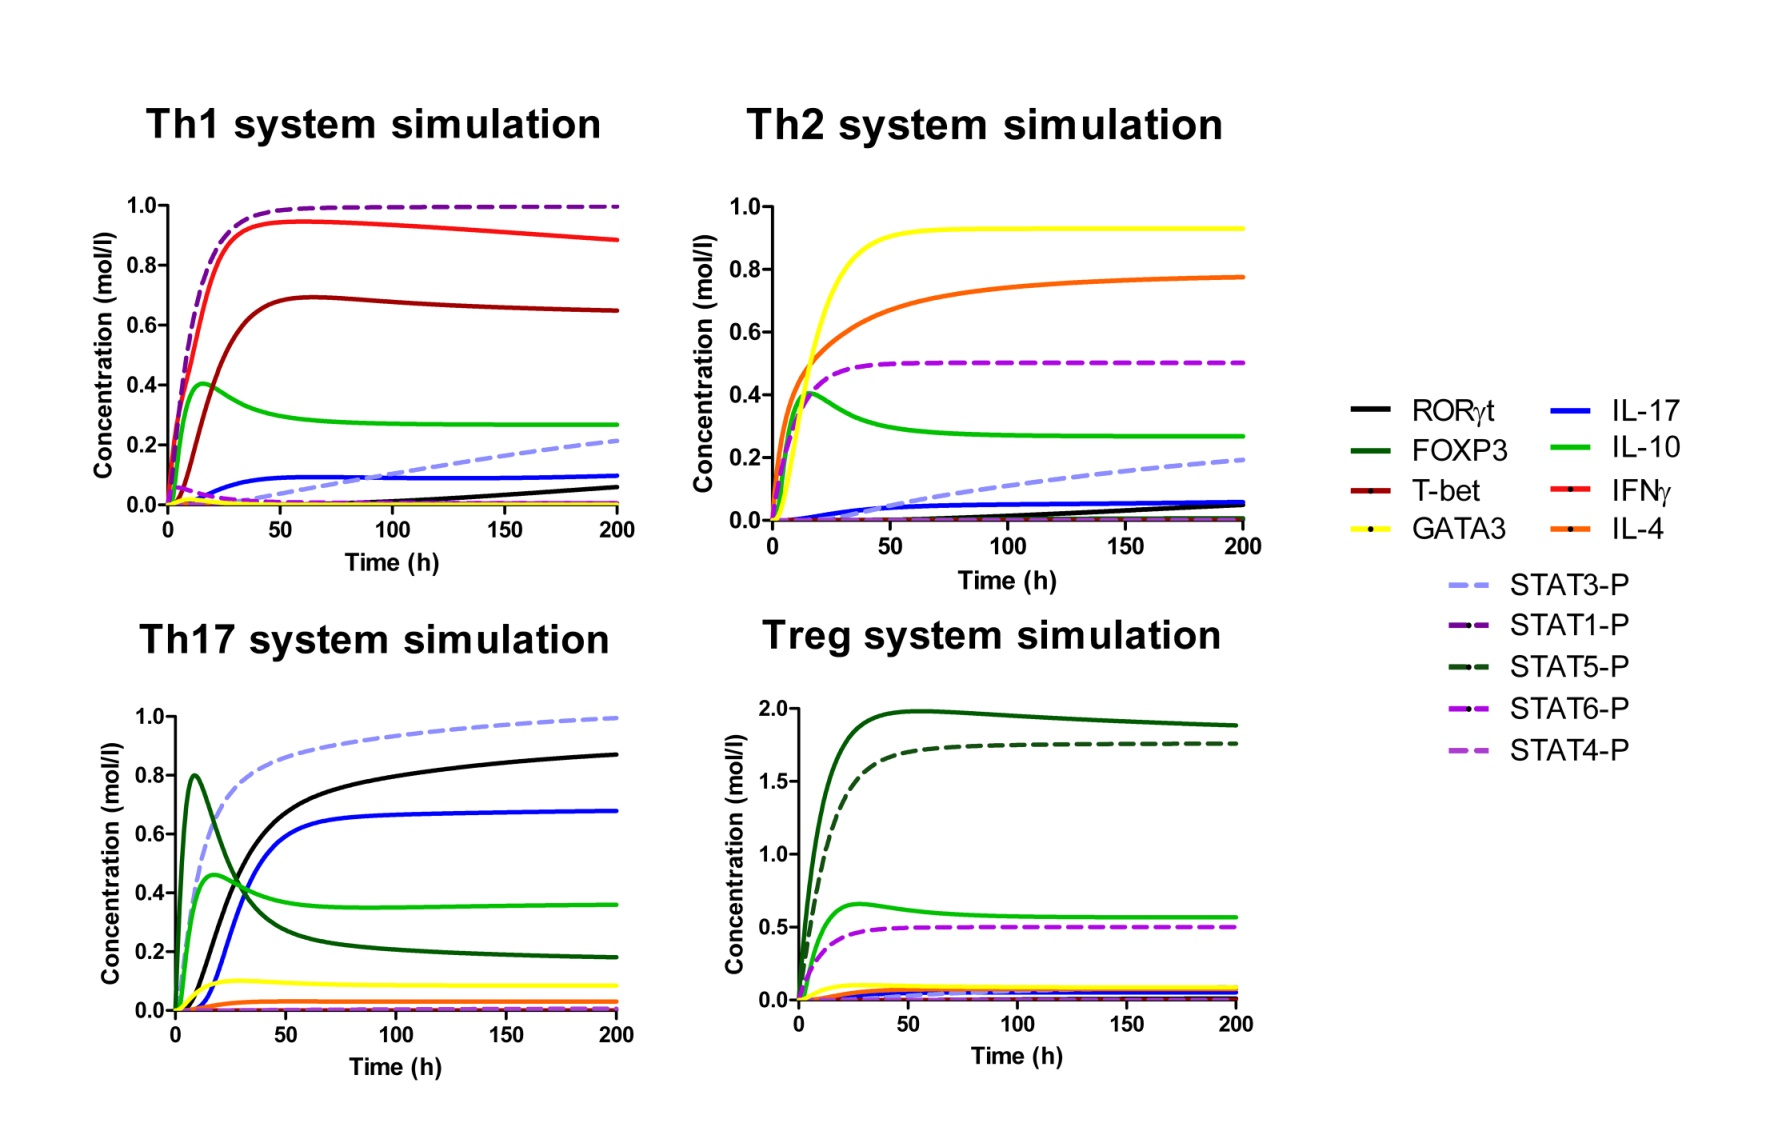 Th1 system simulation
Th2 system simulation
Concentration (mol/l)
1.0
0.8
0.6
0.4
0.2
0.0
0 50 100 150 200
Time (h)
Concentration (mol/l)
1.0
0.8
0.6
0.4
0.2
0.0
0 50 100 150 200
Time (h)
RORγt
FOXP3
T-bet
GATA3
IL-17
IL-10
IFNγ
IL-4
STAT3-P
STAT1-P
STAT5-P
STAT6-P
STAT4-P
Th17 system simulation
Treg system simulation
Concentration (mol/l)
1.0
0.8
0.6
0.4
0.2
0.0
0 50 100 150 200
Time (h)
Concentration (mol/l)
2.0
1.5
1.0
0.5
0.0
0 50 100 150 200
Time (h)